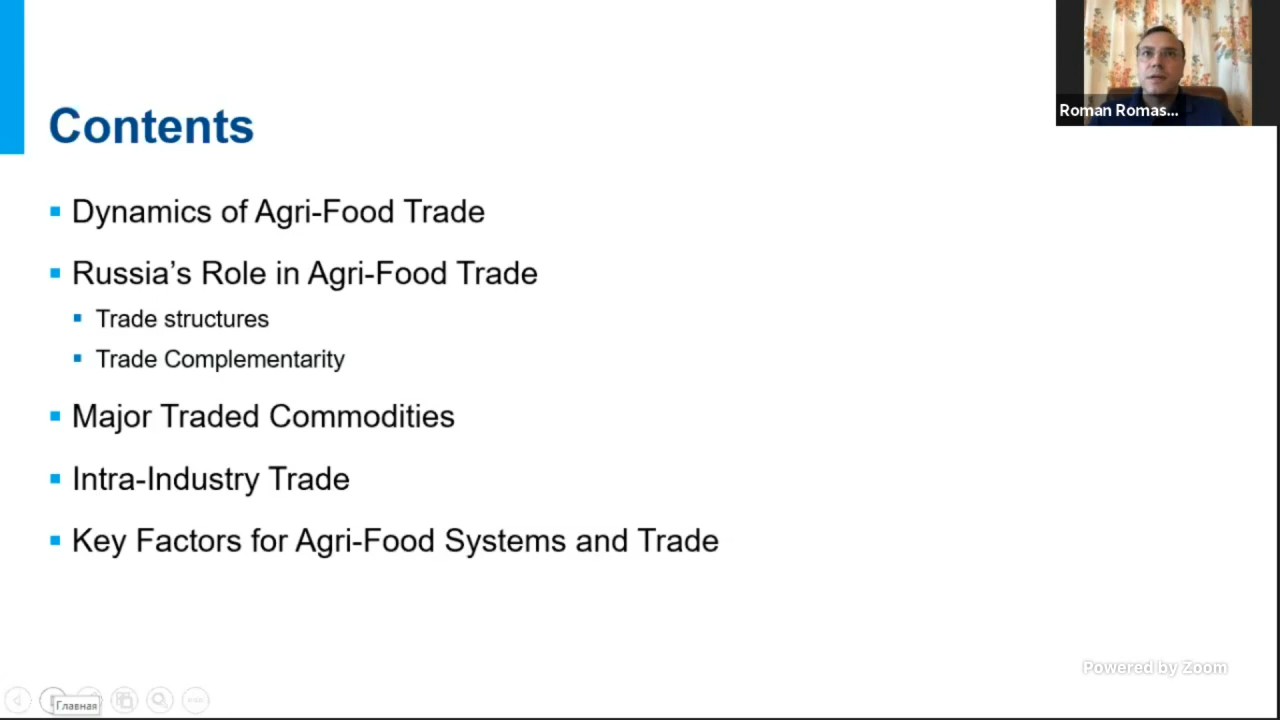 Contents
Dynamics of Agri-Food Trade
Russia’s Role in Agri-Food Trade
Trade structures
Trade Complementarity
Major Traded Commodities
Intra-Industry Trade
Key Factors for Agri-Food Systems and Trade
Roman Romas...
Powered by Zoom
Главная